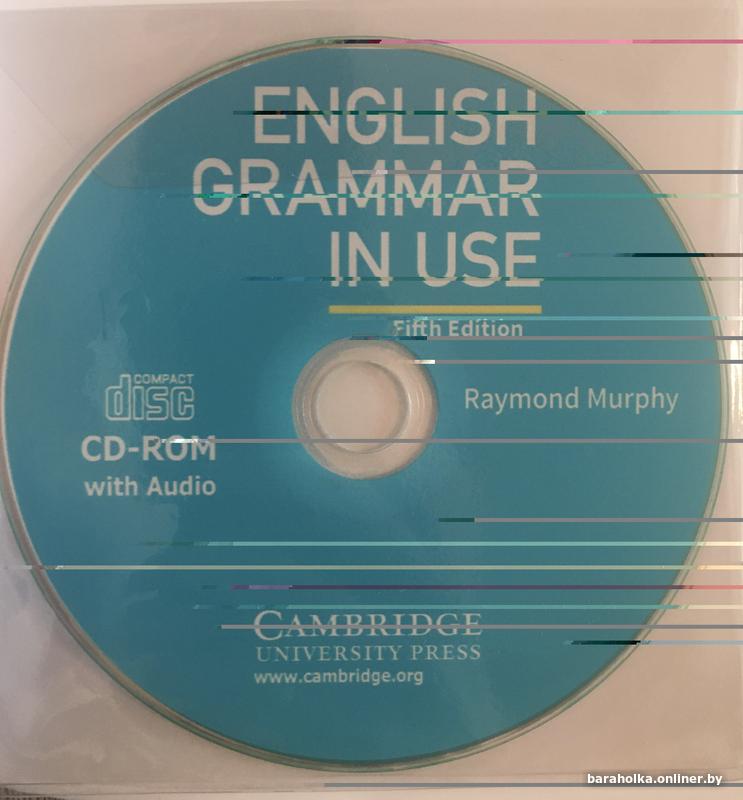 ENGLISH
GRAMMAR
IN USE
Fifth Edition
Raymond Murphy
COMPACT
disc
CD-ROM
with Audio
CAMBRIDGE
UNIVERSITY PRESS
www.cambridge.org
baraholka.onliner.by